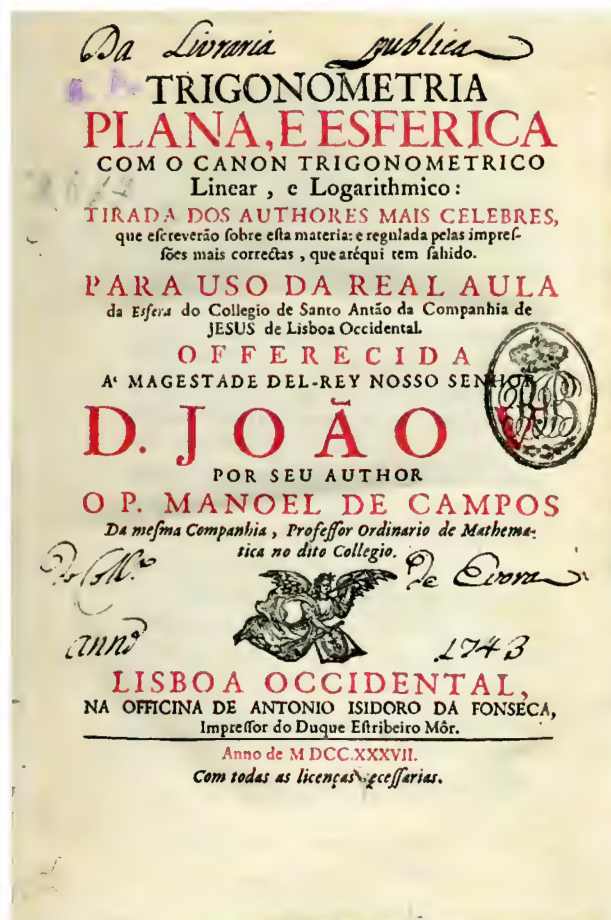 Da Livraria publica
TRIGONOMETRIA
PLANA, E ESFERICA
COM O CANON TRIGONOMETRICO
Linear , e Logarithmico :
TIRADA DOS AUTHORES MAIS CELEBRES,
que eſcreverão ſobre eſta materia: e regulada pelas impreſ-
ſões mais correctas , que atéqui tem ſahido.
PARA USO DA REAL AULA
da Esfera do Collegio de Santo Antão da Companhia de
JESUS de Lisboa Occidental.
OFFERECIDA
A' MAGESTADE DEL-REY NOSSO SENHOR
D. JOÃO V
POR SEU AUTHOR
O P. MANOEL DE CAMPOS
Da meſma Companhia , Profeſſor Ordinario de Mathema-
tica no dito Collegio.
Do Coll.º de Evora
anno 1743
LISBOA OCCIDENTAL,
NA OFFICINA DE ANTONIO ISIDORO DA FONSECA,
Impreſſor do Duque Eſtribeiro Môr.
Anno de M DCC.XXXVII.
Com todas as licenças neceſſarias.